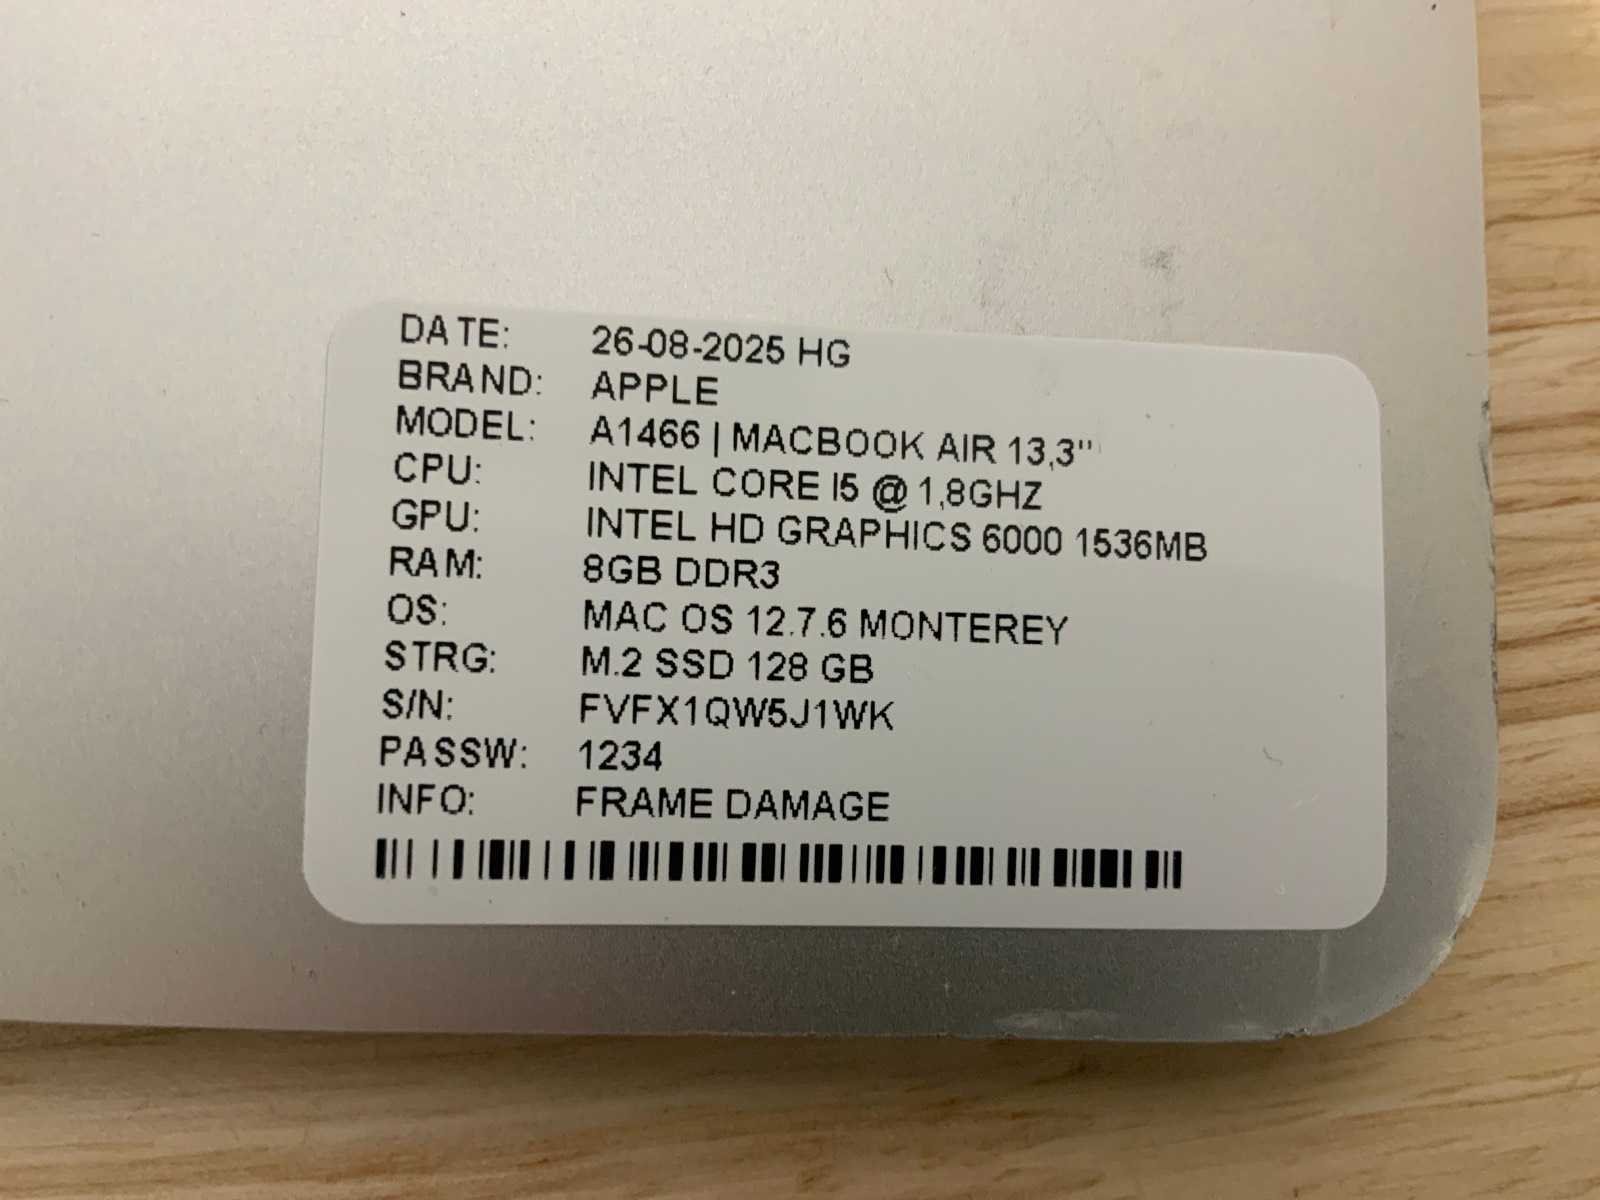 DATE: 26-08-2025 HG
BRAND: APPLE
MODEL: A1466 | MACBOOK AIR 13,3"
CPU: INTEL CORE I5 @ 1,8GHZ
GPU: INTEL HD GRAPHICS 6000 1536MB
RAM: 8GB DDR3
OS: MAC OS 12.7.6 MONTEREY
STRG: M.2 SSD 128 GB
S/N: FVFX1QW5J1WK
PASSW: 1234
INFO: FRAME DAMAGE